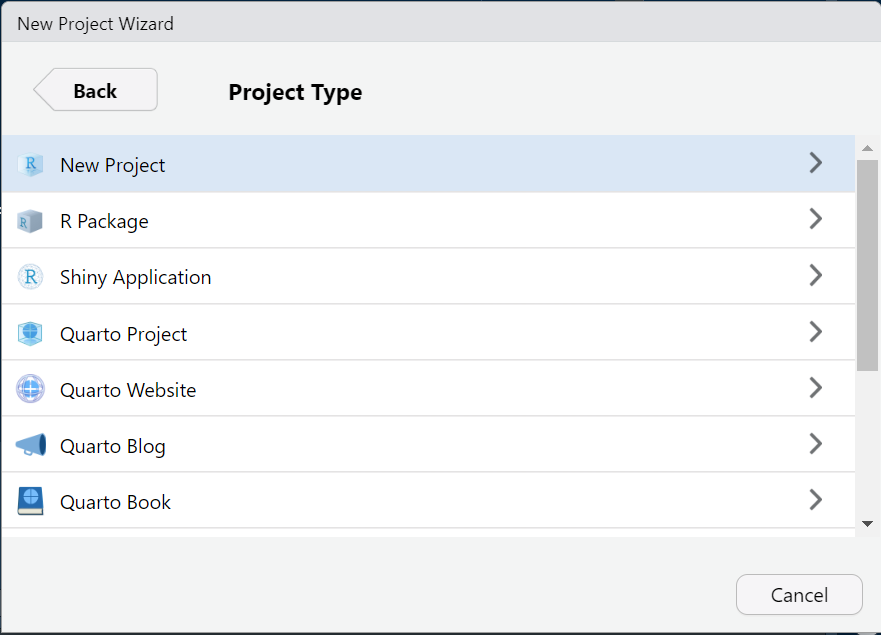 New Project Wizard
Back
Project Type
R New Project
R R Package
R Shiny Application
Quarto Project
Quarto Website
Quarto Blog
Quarto Book
Cancel